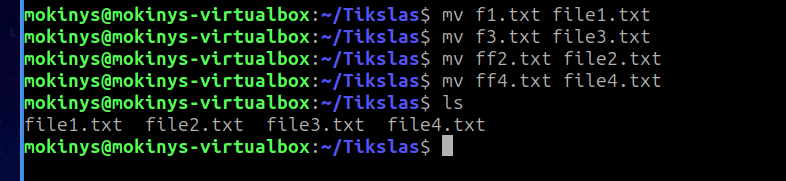 mokinys@mokinys-virtualbox:~/Tikslas$ mv f1.txt file1.txt
mokinys@mokinys-virtualbox:~/Tikslas$ mv f3.txt file3.txt
mokinys@mokinys-virtualbox:~/Tikslas$ mv ff2.txt file2.txt
mokinys@mokinys-virtualbox:~/Tikslas$ mv ff4.txt file4.txt
mokinys@mokinys-virtualbox:~/Tikslas$ ls
file1.txt  file2.txt  file3.txt  file4.txt
mokinys@mokinys-virtualbox:~/Tikslas$